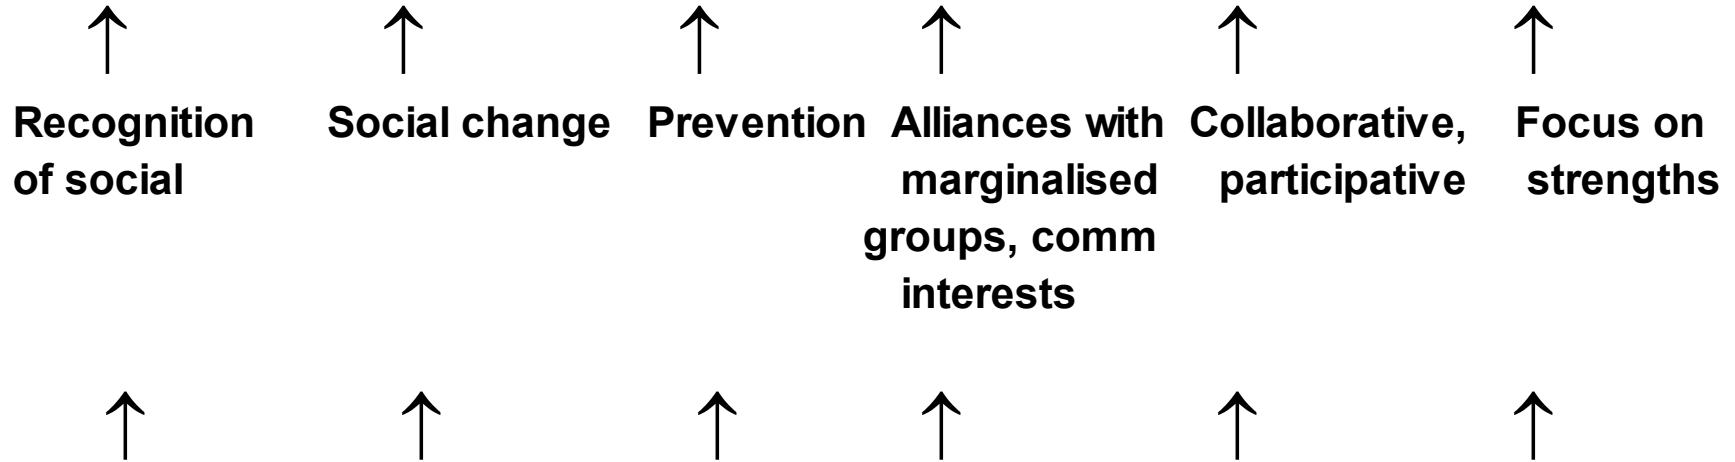 Recognition of social
Social change
Prevention
Alliances with marginalised groups, comm interests
Collaborative, participative
Focus on strengths